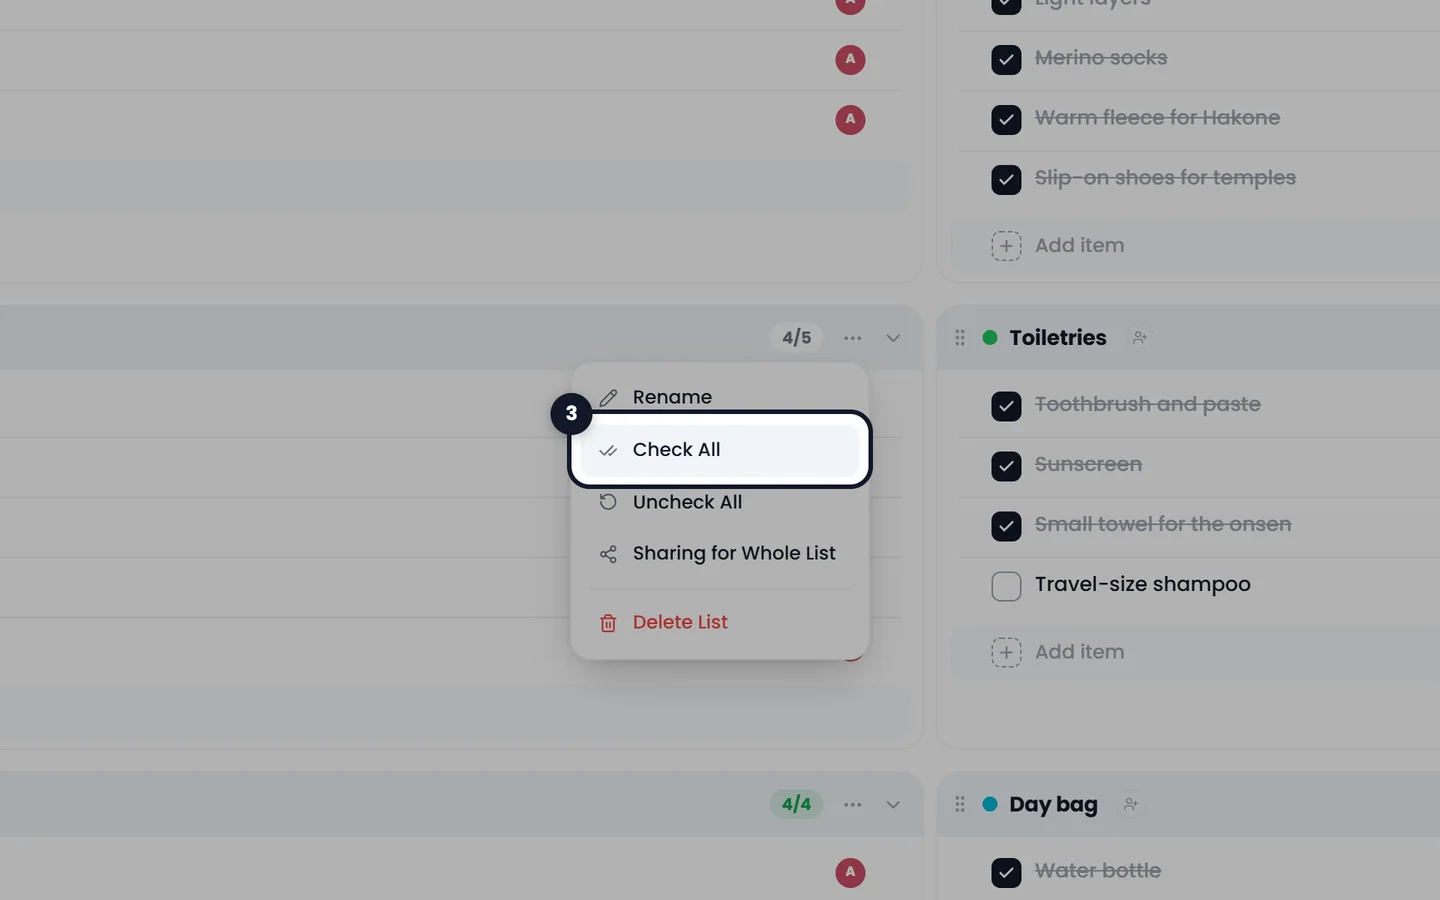 A
Light layers
A
Merino socks
A
Warm fleece for Hakone
Slip-on shoes for temples
Add item
4/5
Toiletries
Rename
3
Check All
Uncheck All
Sharing for Whole List
Delete List
Toothbrush and paste
Sunscreen
Small towel for the onsen
Travel-size shampoo
Add item
4/4
Day bag
A
Water bottle